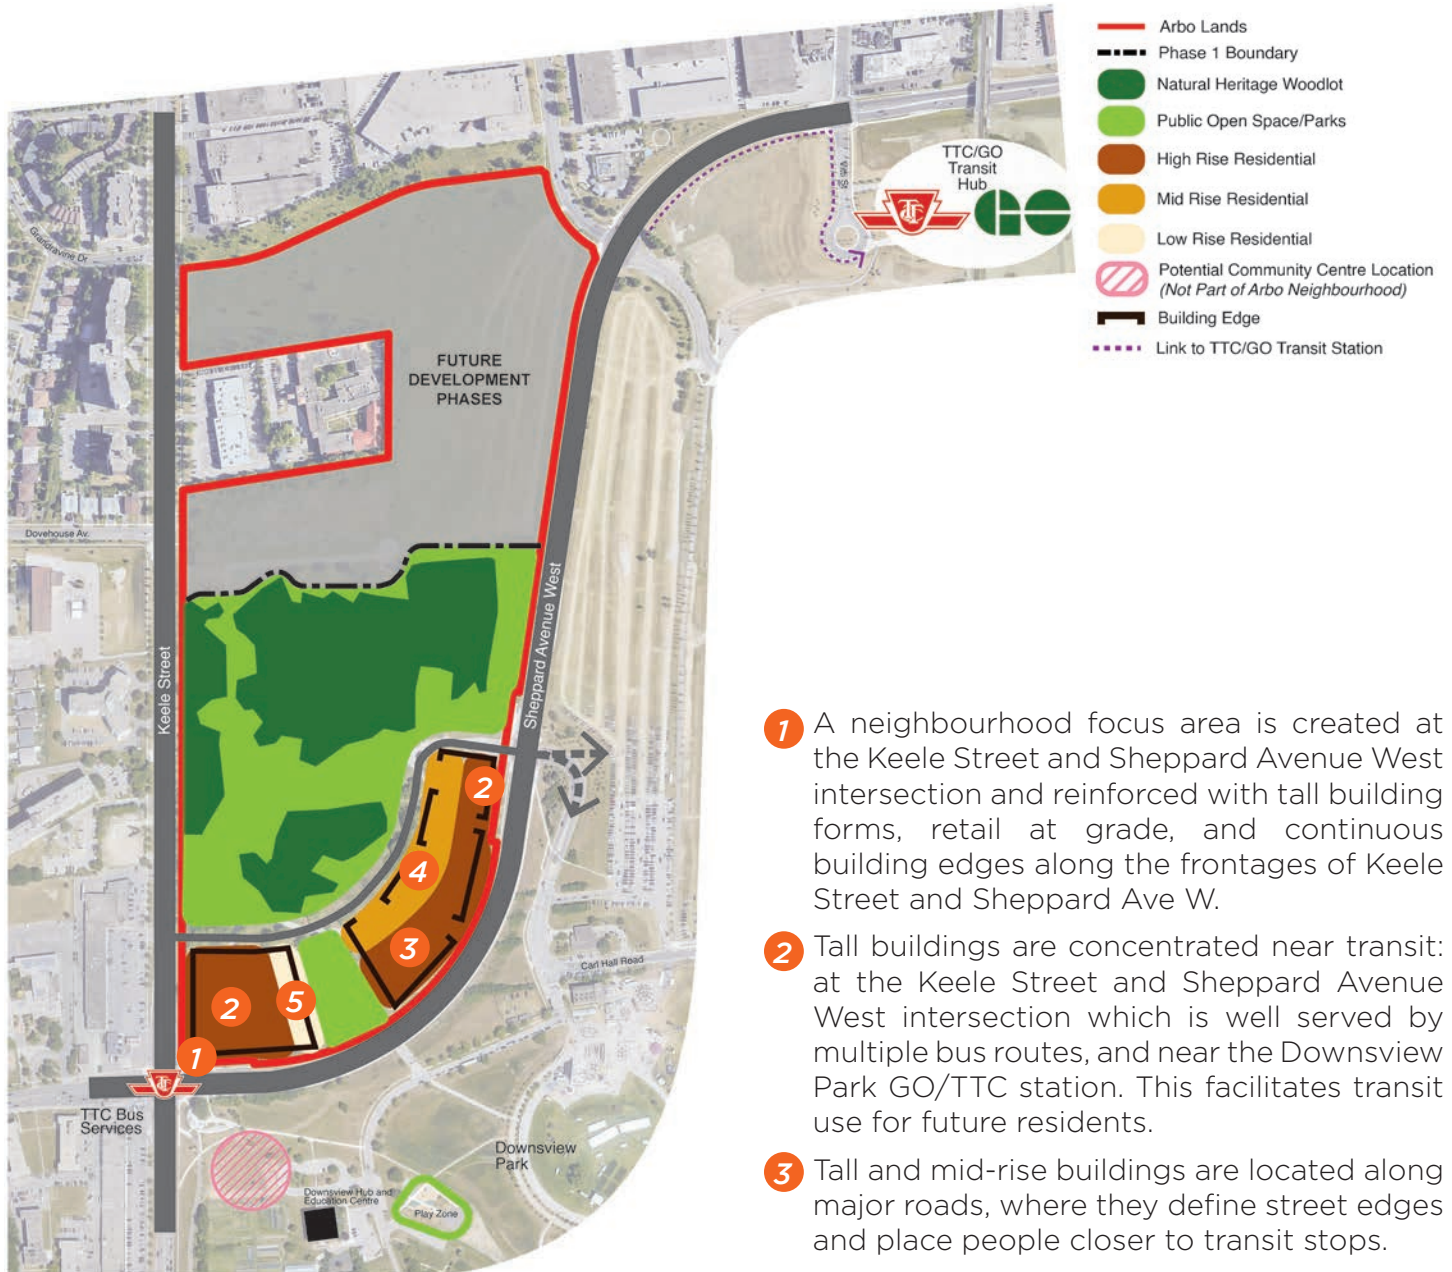 Arbo Lands
Phase 1 Boundary
Natural Heritage Woodlot
Public Open Space/Parks
High Rise Residential
Mid Rise Residential
Low Rise Residential
Potential Community Centre Location
(Not Part of Arbo Neighbourhood)
Building Edge
Link to TTC/GO Transit Station
TTC/GO
Transit
Hub
TTC
GO
Vitti St
Grandravine Dr.
FUTURE
DEVELOPMENT
PHASES
Dovehouse Av.
Keele Street
Sheppard Avenue West
2
4
3
Carl Hall Road
2
5
1
TTC
TTC Bus
Services
Downsview
Park
Downsview Hub and
Education Centre
Play Zone
1 A neighbourhood focus area is created at
the Keele Street and Sheppard Avenue West
intersection and reinforced with tall building
forms, retail at grade, and continuous
building edges along the frontages of Keele
Street and Sheppard Ave W.
2 Tall buildings are concentrated near transit:
at the Keele Street and Sheppard Avenue
West intersection which is well served by
multiple bus routes, and near the Downsview
Park GO/TTC station. This facilitates transit
use for future residents.
3 Tall and mid-rise buildings are located along
major roads, where they define street edges
and place people closer to transit stops.